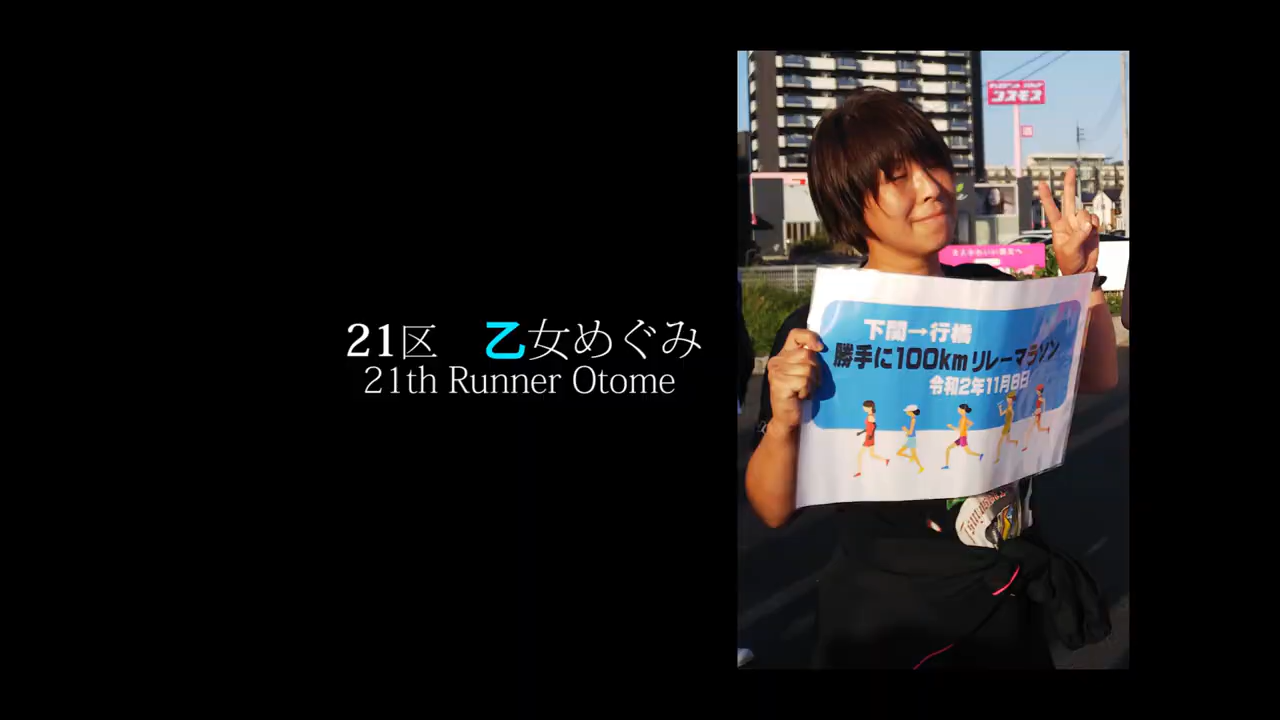 21区　乙女めぐみ
21th Runner Otome
コスモス
下関→行橋
勝手に100kmリレーマラソン
令和2年11月8日